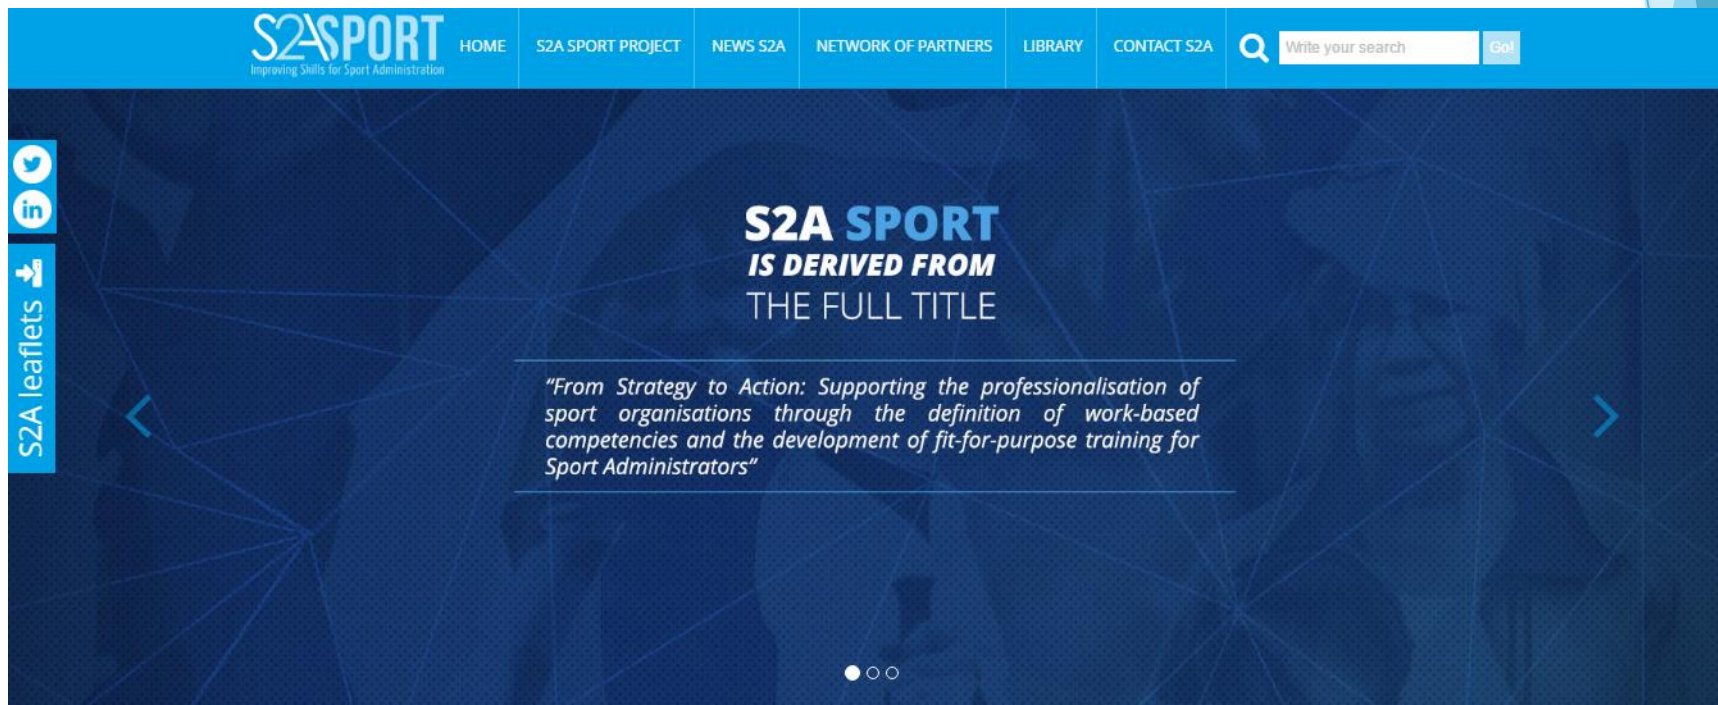 S2A SPORT
Improving Skills for Sport Administration
HOME
S2A SPORT PROJECT
NEWS S2A
NETWORK OF PARTNERS
LIBRARY
CONTACT S2A
Write your search
Go!
in
S2A leaflets
S2A SPORT
IS DERIVED FROM
THE FULL TITLE
“From Strategy to Action: Supporting the professionalisation of
sport organisations through the definition of work-based
competencies and the development of fit-for-purpose training for
Sport Administrators”